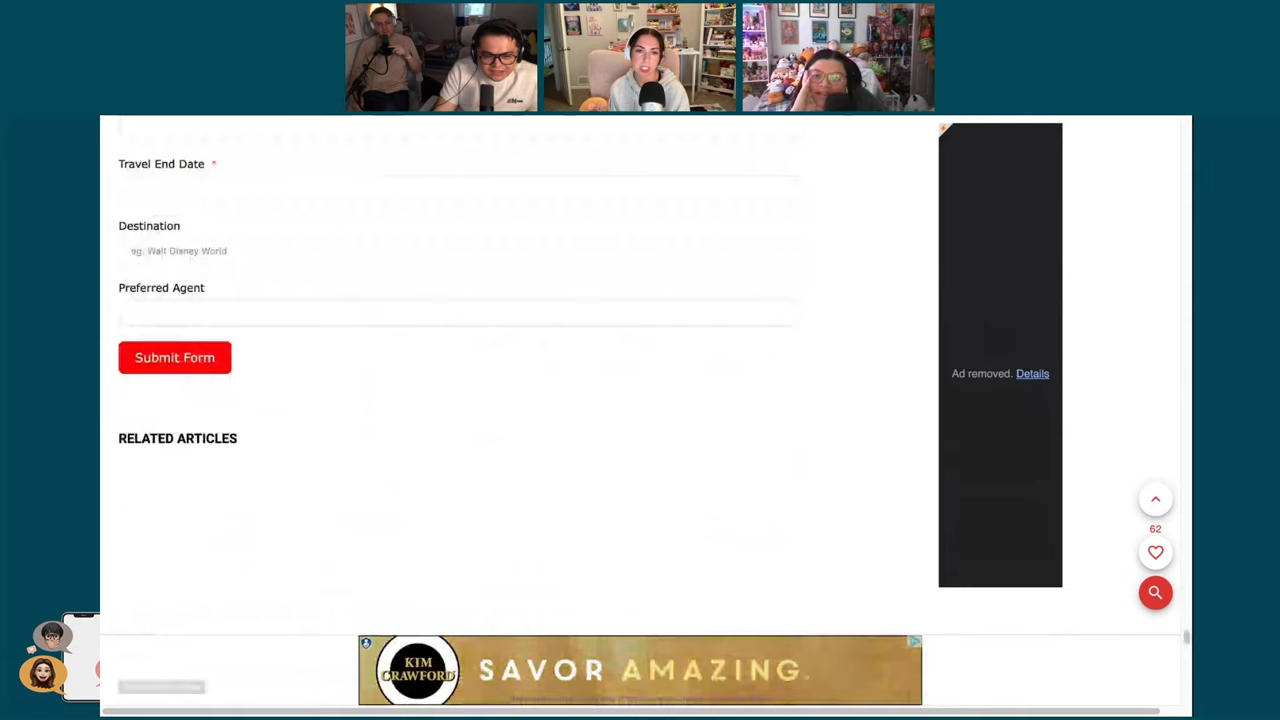 Travel End Date *
Destination
eg: Walt Disney World
Preferred Agent
Submit Form
Ad removed. Details
RELATED ARTICLES
62
KIM
CRAWFORD
SAVOR AMAZING.